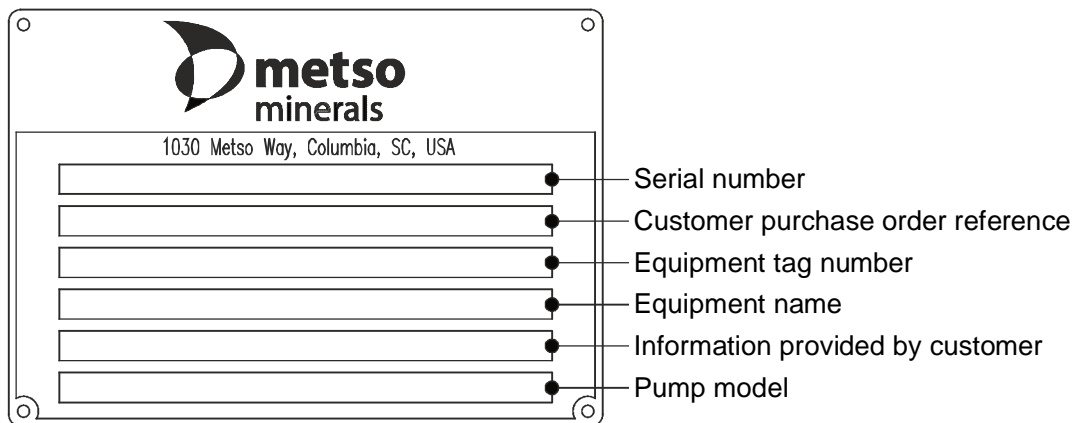 metso
minerals
1030 Metso Way, Columbia, SC, USA
Serial number
Customer purchase order reference
Equipment tag number
Equipment name
Information provided by customer
Pump model